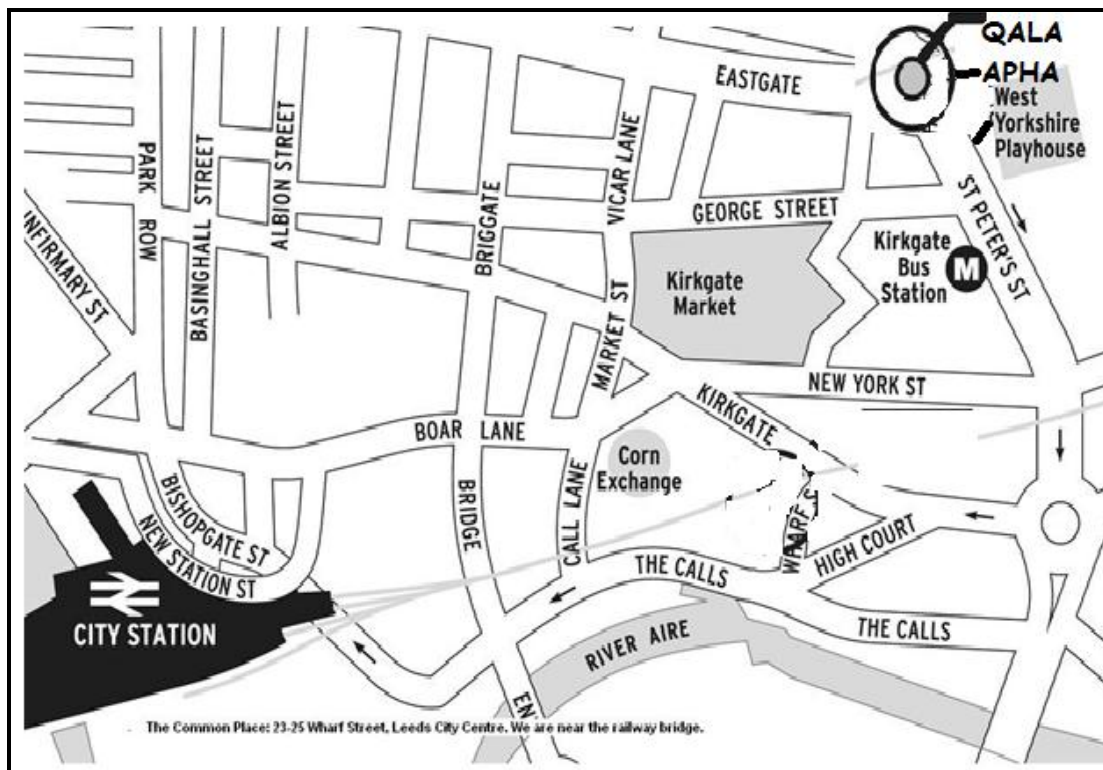 QALA
APHA
EASTGATE
West
Yorkshire
Playhouse
PARK ROW
BASINGHALL STREET
ALBION STREET
BRIGGATE
VICAR LANE
GEORGE STREET
ST PETER'S ST
INFIRMARY ST
Kirkgate
Bus
Station
M
Kirkgate
Market
MARKET ST
NEW YORK ST
KIRKGATE
BOAR LANE
Corn
Exchange
CALL LANE
BRIDGE
WHARF S
HIGH COURT
BISHOPGATE ST
NEW STATION ST
THE CALLS
THE CALLS
CITY STATION
RIVER AIRE
The Common Place: 23-25 Wharf Street, Leeds City Centre. We are near the railway bridge.